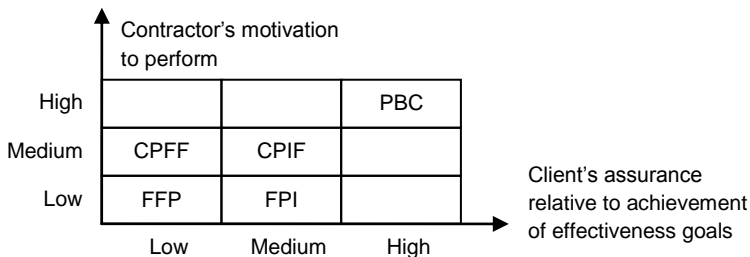 Contractor's motivation
to perform
High
PBC
Medium
CPFF
CPIF
Low
FFP
FPI
Client's assurance
relative to achievement
of effectiveness goals
Low
Medium
High